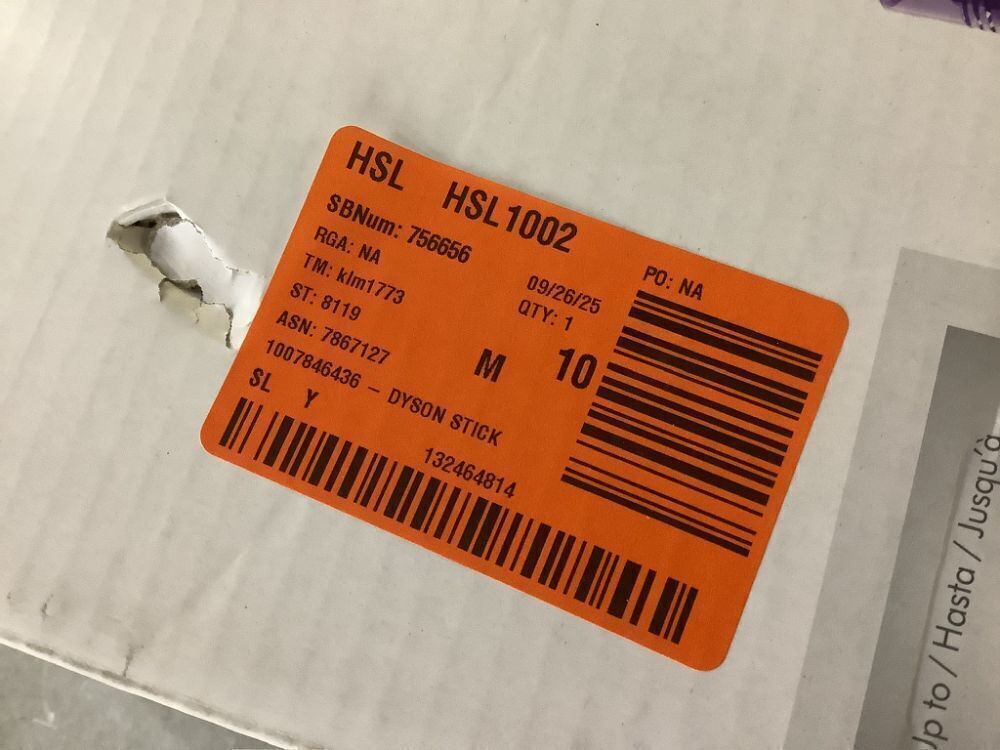 HSL HSL1002
SBNum: 756656
RGA: NA
TM: klm1773
ST: 8119
ASN: 7867127
1007846436 – DYSON STICK
SL Y
09/26/25
QTY: 1
M 10
PO: NA
132464814
Up to / Hasta / Jusqu'à